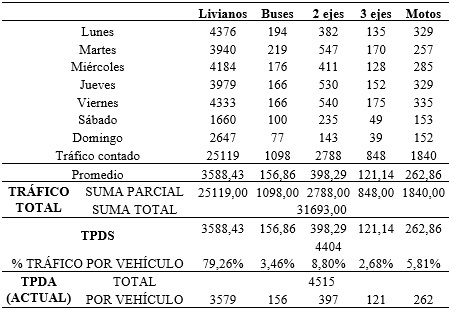 Livianos Buses 2 ejes 3 ejes Motos
Lunes 4376 194 382 135 329
Martes 3940 219 547 170 257
Miércoles 4184 176 411 128 285
Jueves 3979 166 530 152 329
Viernes 4333 166 540 175 335
Sábado 1660 100 235 49 153
Domingo 2647 77 143 39 152
Tráfico contado 25119 1098 2788 848 1840
Promedio 3588,43 156,86 398,29 121,14 262,86
TRÁFICO TOTAL SUMA PARCIAL 25119,00 1098,00 2788,00 848,00 1840,00
SUMA TOTAL 31693,00
TPDS 3588,43 156,86 398,29 121,14 262,86
4404
% TRÁFICO POR VEHÍCULO 79,26% 3,46% 8,80% 2,68% 5,81%
TPDA (ACTUAL) TOTAL 4515
POR VEHÍCULO 3579 156 397 121 262